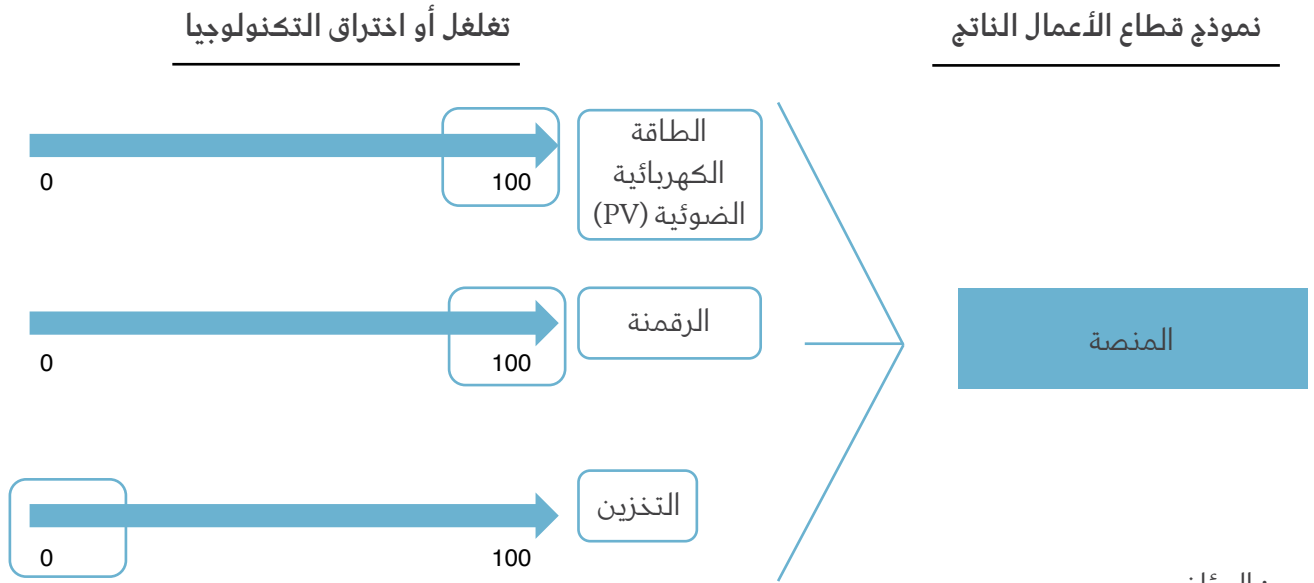 نموذج قطاع الأعمال الناتج
تغلغل أو اختراق التكنولوجيا
الطاقة
الكهربائية
الضوئية (PV)
0
100
الرقمنة
0
100
المنصة
التخزين
0
100